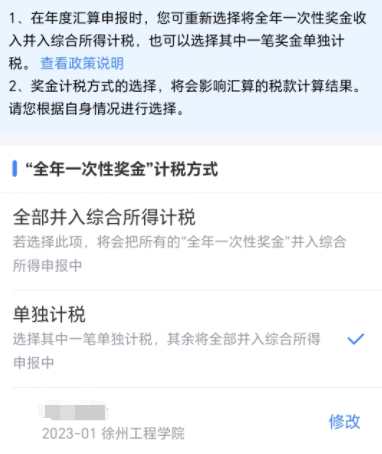 1、在年度汇算申报时，您可重新选择将全年一次性奖金收
入并入综合所得计税，也可以选择其中一笔奖金单独计
税。 查看政策说明
2、奖金计税方式的选择，将会影响汇算的税款计算结果。
请您根据自身情况进行选择。
“全年一次性奖金”计税方式
全部并入综合所得计税
若选择此项，将会把所有的“全年一次性奖金”并入综合
所得申报中
单独计税
选择其中一笔单独计税，其余将全部并入综合所得
申报中
2023-01 徐州工程学院
修改